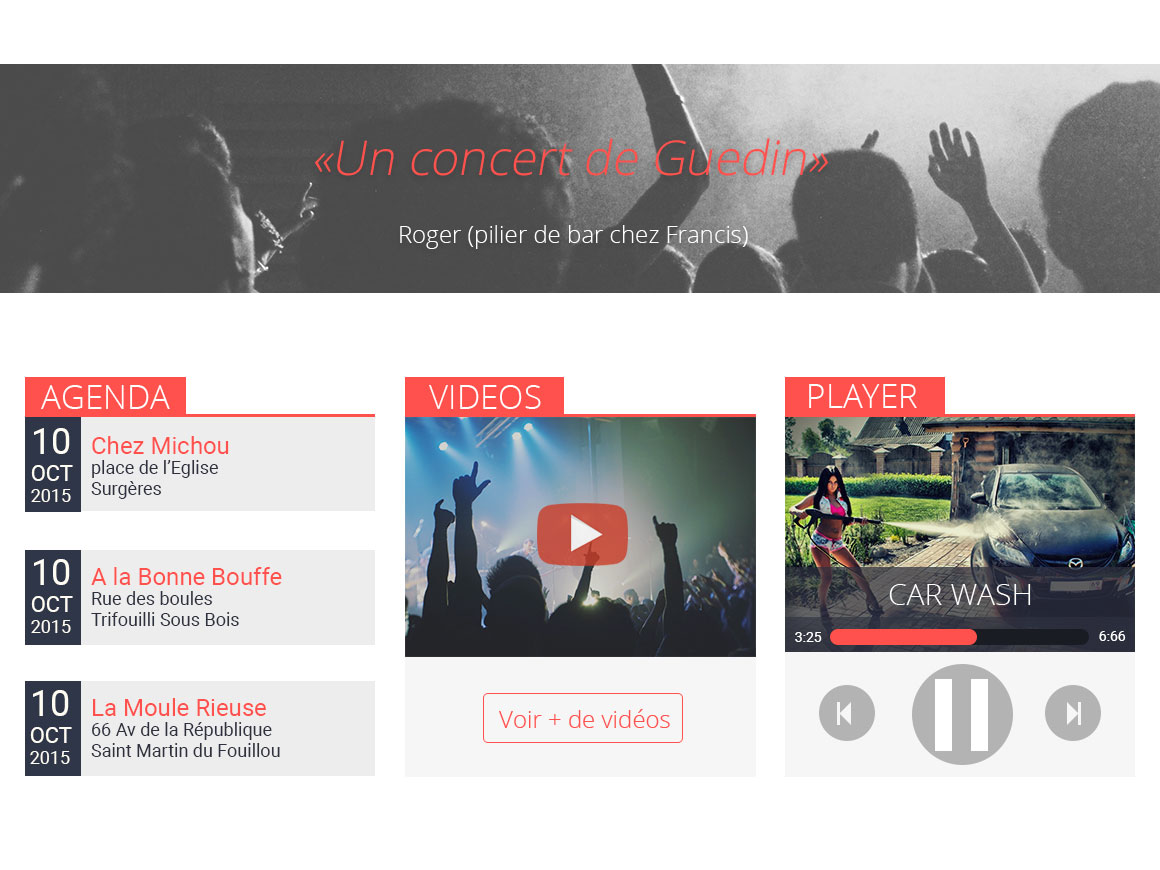 «Un concert de Guedin»
Roger (pilier de bar chez Francis)
AGENDA
10
OCT
2015
Chez Michou
place de l’Eglise
Surgères
10
OCT
2015
A la Bonne Bouffe
Rue des boules
Trifouilli Sous Bois
10
OCT
2015
La Moule Rieuse
66 Av de la République
Saint Martin du Fouillou
VIDEOS
Voir + de vidéos
PLAYER
CAR WASH
3:25
6:66